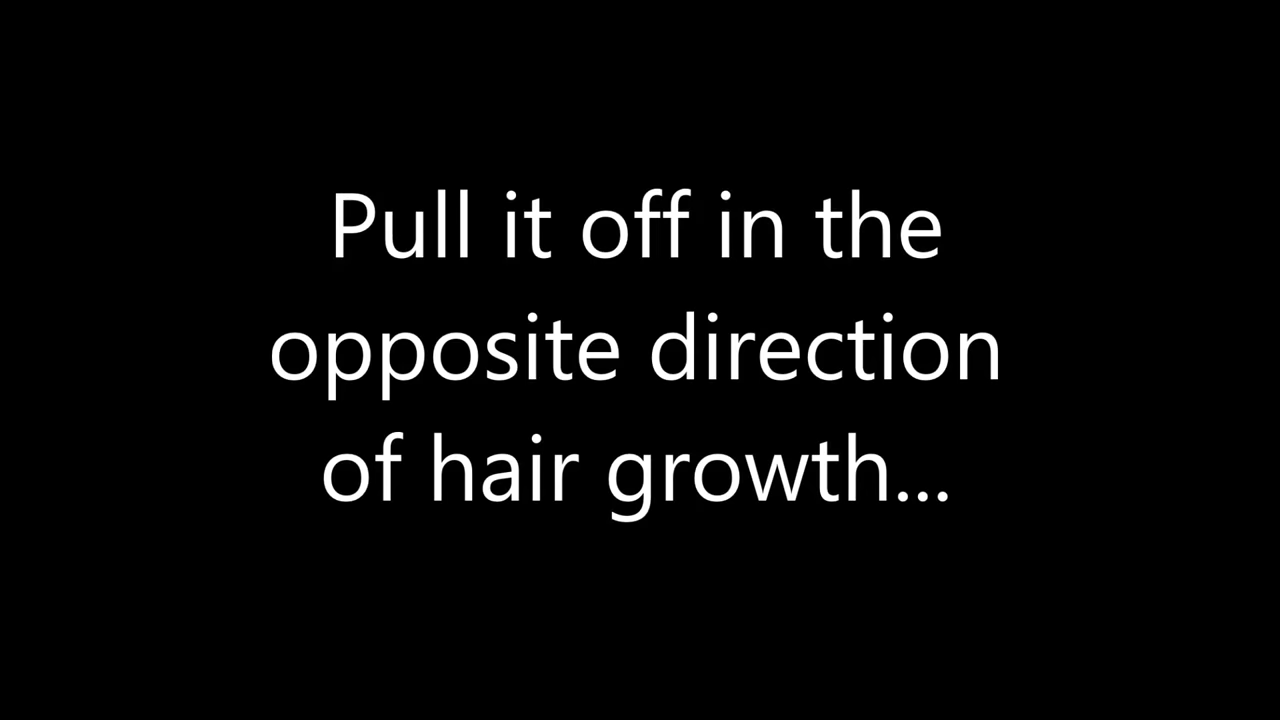 Pull it off in the
opposite direction
of hair growth...